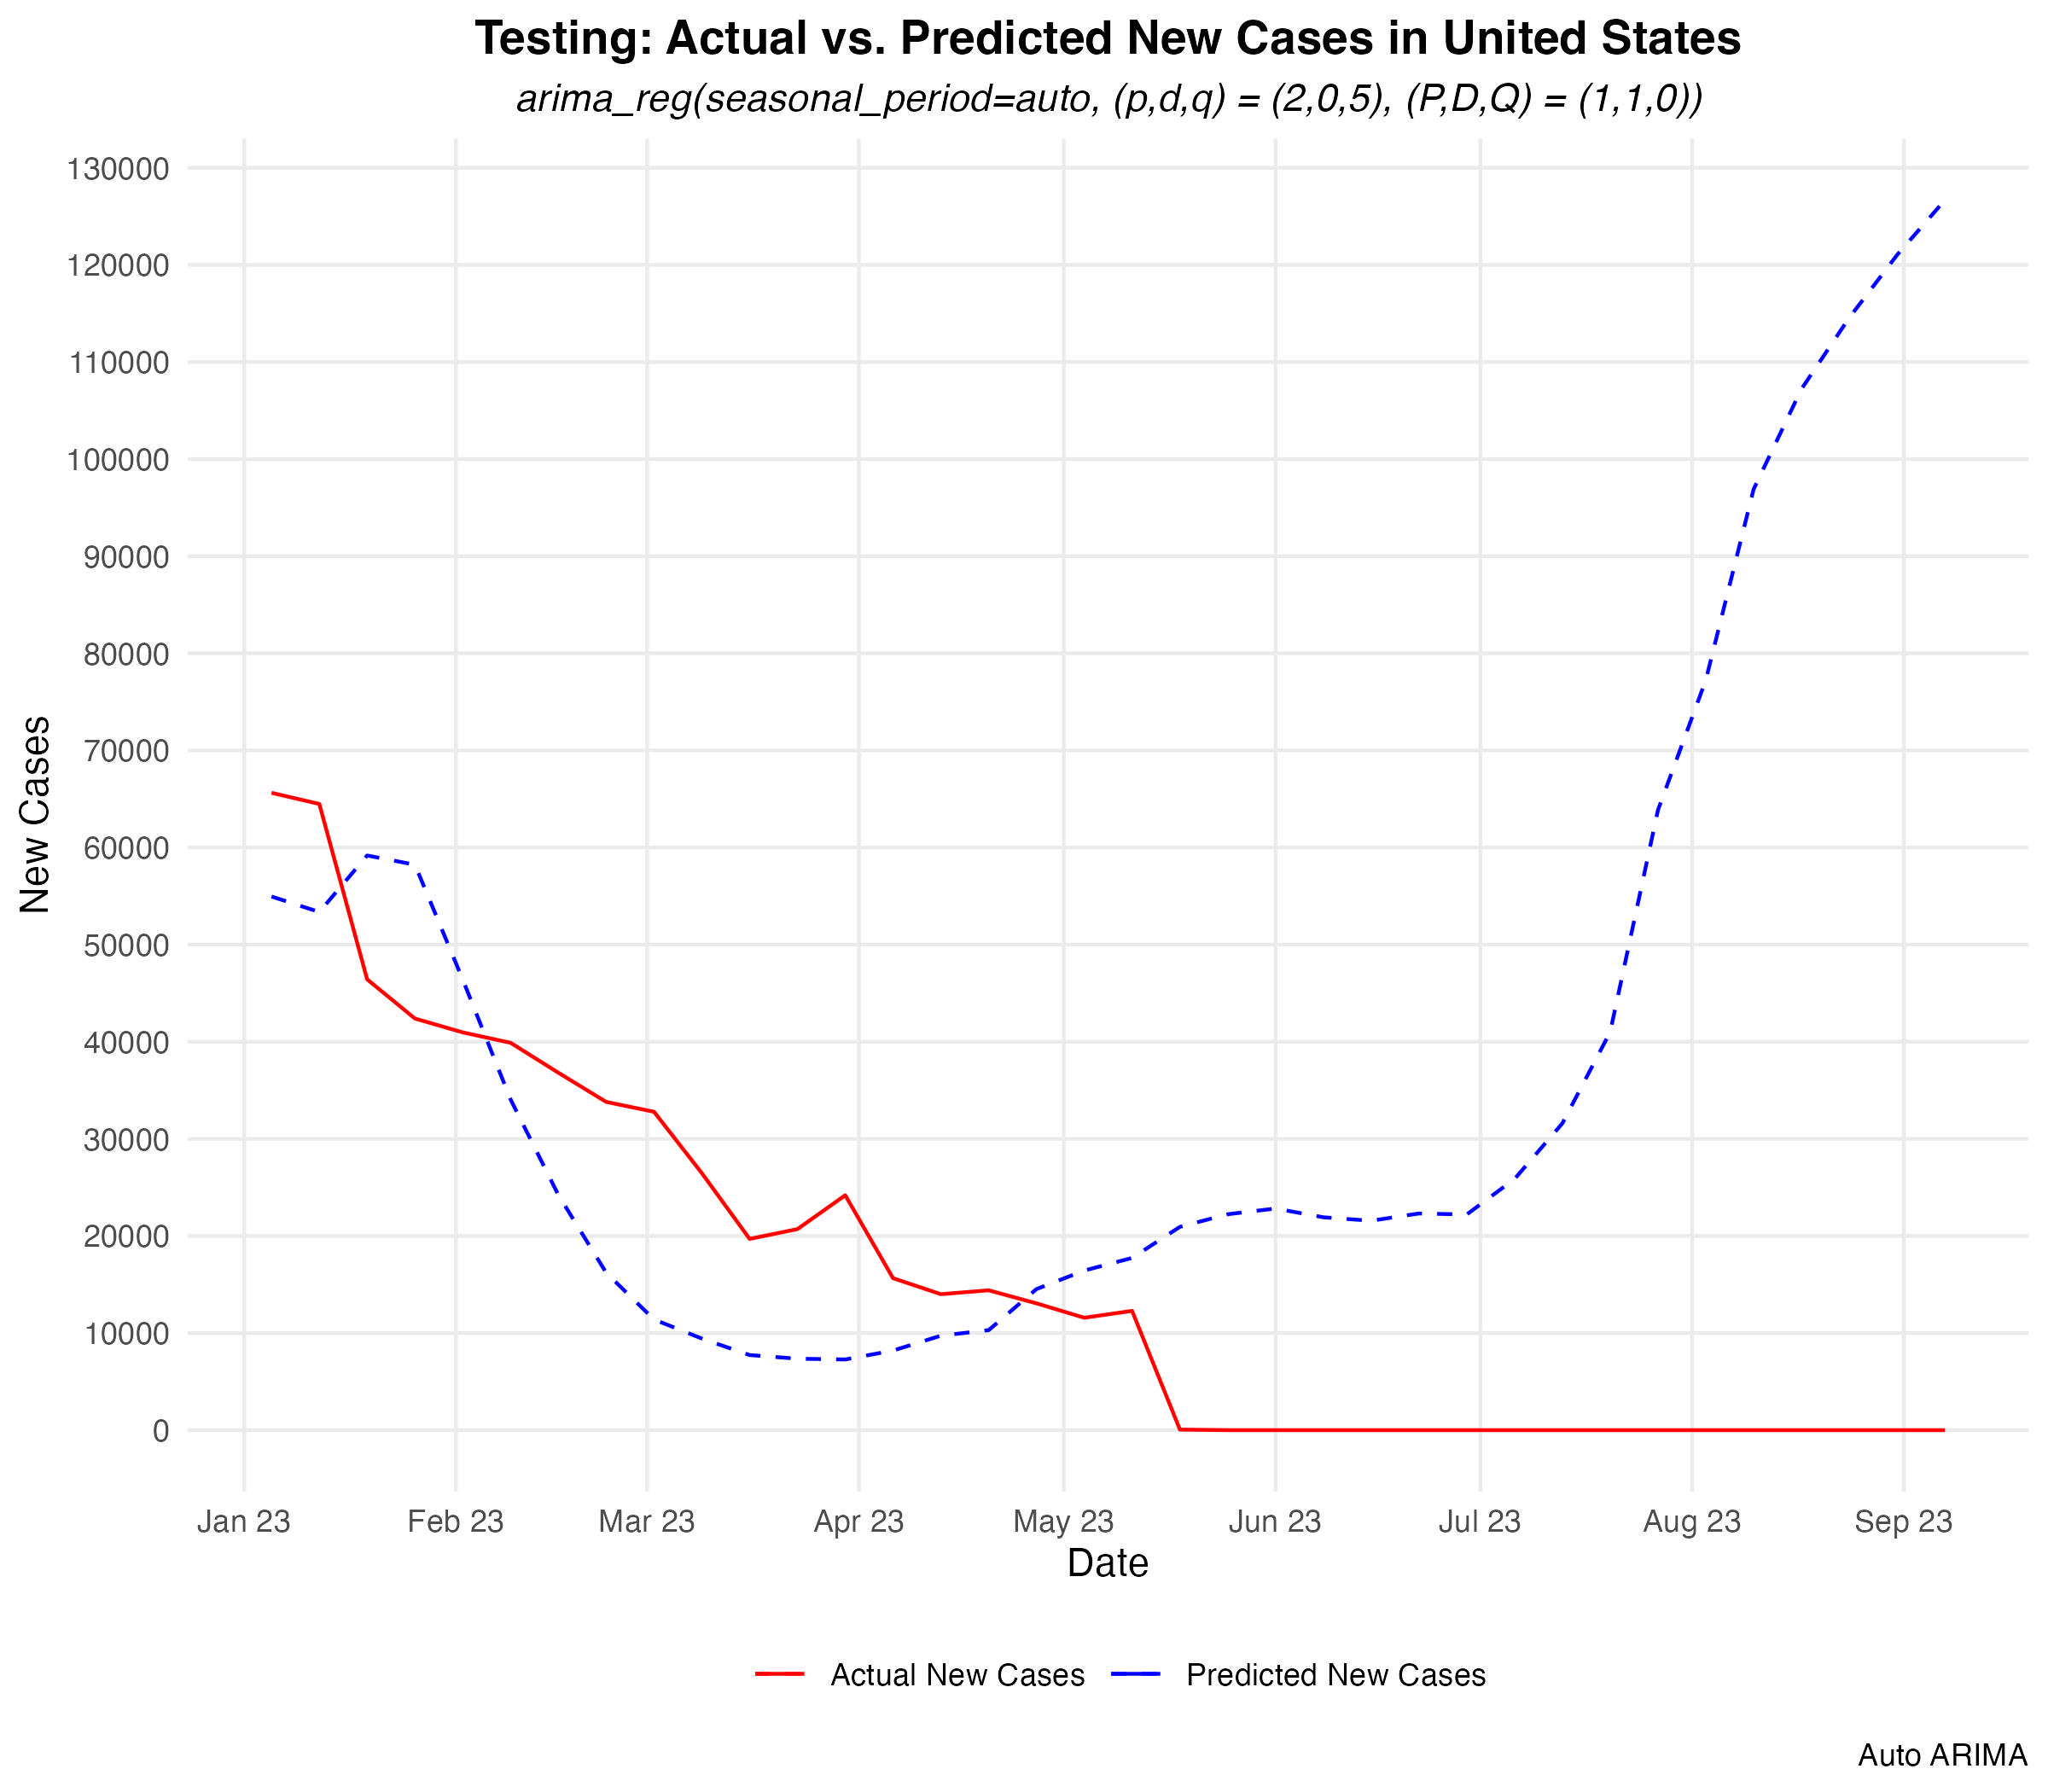 Testing: Actual vs. Predicted New Cases in United States
arima_reg(seasonal_period=auto, (p,d,q) = (2,0,5), (P,D,Q) = (1,1,0))
130000
120000
110000
100000
90000
80000
70000
60000
50000
40000
30000
20000
10000
0
New Cases
Jan 23 Feb 23 Mar 23 Apr 23 May 23 Jun 23 Jul 23 Aug 23 Sep 23
Date
Actual New Cases Predicted New Cases
Auto ARIMA